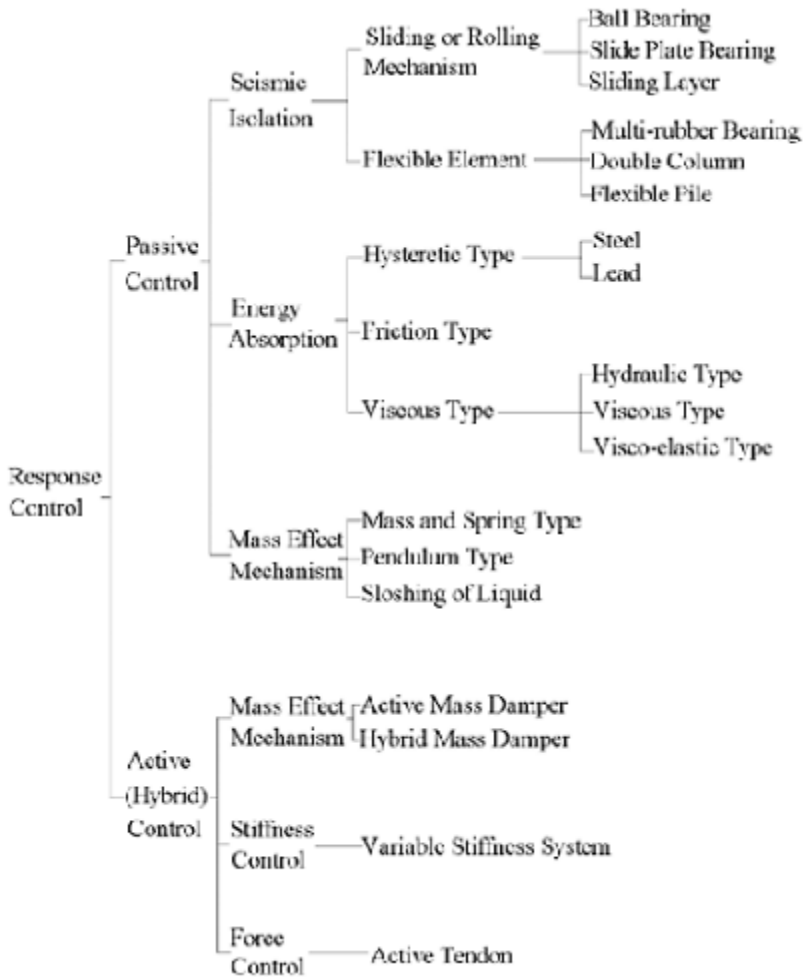 Response
Control
Passive
Control
Seismic
Isolation
Sliding or Rolling
Mechanism
Ball Bearing
Slide Plate Bearing
Sliding Layer
Flexible Element
Multi-rubber Bearing
Double Column
Flexible Pile
Energy
Absorption
Hysteretic Type
Steel
Lead
Friction Type
Viscous Type
Hydraulic Type
Viscous Type
Visco-elastic Type
Mass Effect
Mechanism
Mass and Spring Type
Pendulum Type
Sloshing of Liquid
Active
(Hybrid)
Control
Mass Effect
Mechanism
Active Mass Damper
Hybrid Mass Damper
Stiffness
Control
Variable Stiffness System
Force
Control
Active Tendon